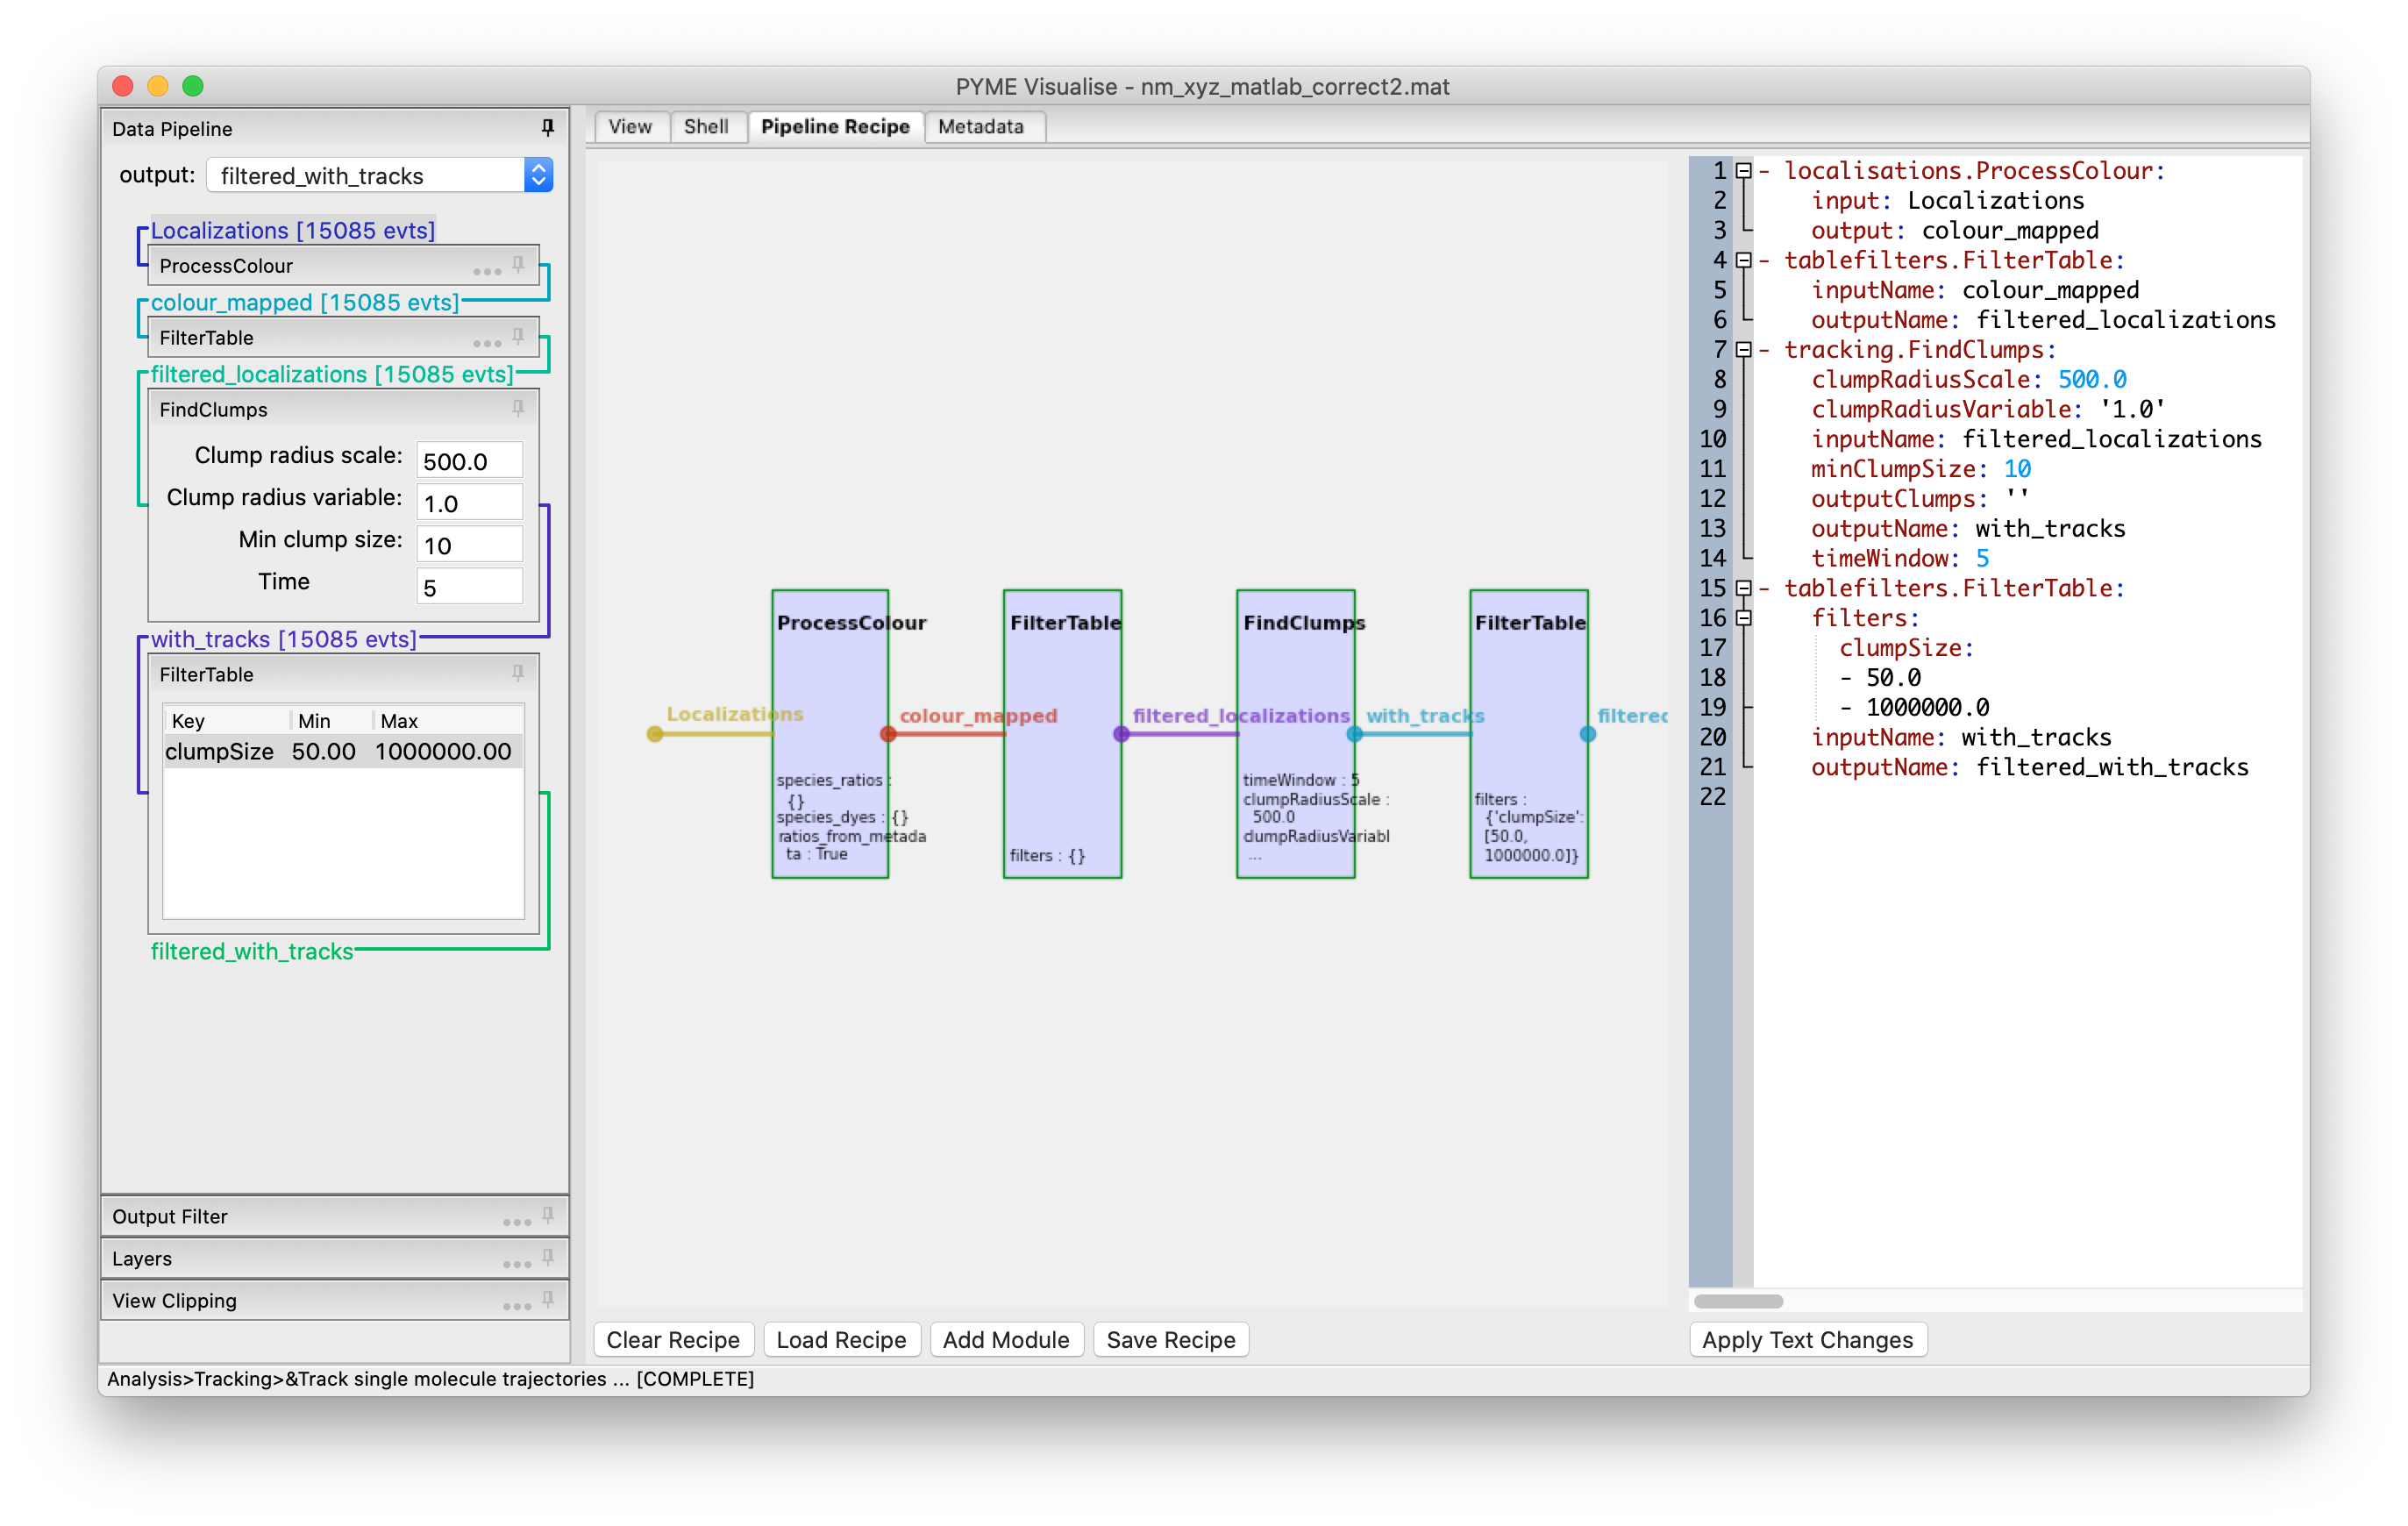 PYME Visualise - nm_xyz_matlab_correct2.mat
Data Pipeline
output: filtered_with_tracks
Localizations [15085 evts]
ProcessColour
colour_mapped [15085 evts]
FilterTable
filtered_localizations [15085 evts]
FindClumps
Clump radius scale: 500.0
Clump radius variable: 1.0
Min clump size: 10
Time 5
with_tracks [15085 evts]
FilterTable
Key Min Max
clumpSize 50.00 1000000.00
filtered_with_tracks
Output Filter
Layers
View Clipping
View Shell Pipeline Recipe Metadata
Localizations
ProcessColour
species_ratios :
{}
species_dyes : {}
ratios_from_metada
ta : True
colour_mapped
FilterTable
filters : {}
filtered_localizations
FindClumps
timeWindow : 5
clumpRadiusScale :
500.0
clumpRadiusVariabl
...
with_tracks
FilterTable
filters :
{'clumpSize':
[50.0,
1000000.0]}
filterec
Clear Recipe Load Recipe Add Module Save Recipe
1 - localisations.ProcessColour:
2 input: Localizations
3 output: colour_mapped
4 - tablefilters.FilterTable:
5 inputName: colour_mapped
6 outputName: filtered_localizations
7 - tracking.FindClumps:
8 clumpRadiusScale: 500.0
9 clumpRadiusVariable: '1.0'
10 inputName: filtered_localizations
11 minClumpSize: 10
12 outputClumps: ''
13 outputName: with_tracks
14 timeWindow: 5
15 - tablefilters.FilterTable:
16 filters:
17 clumpSize:
18 - 50.0
19 - 1000000.0
20 inputName: with_tracks
21 outputName: filtered_with_tracks
22
Apply Text Changes
Analysis>Tracking>&Track single molecule trajectories ... [COMPLETE]